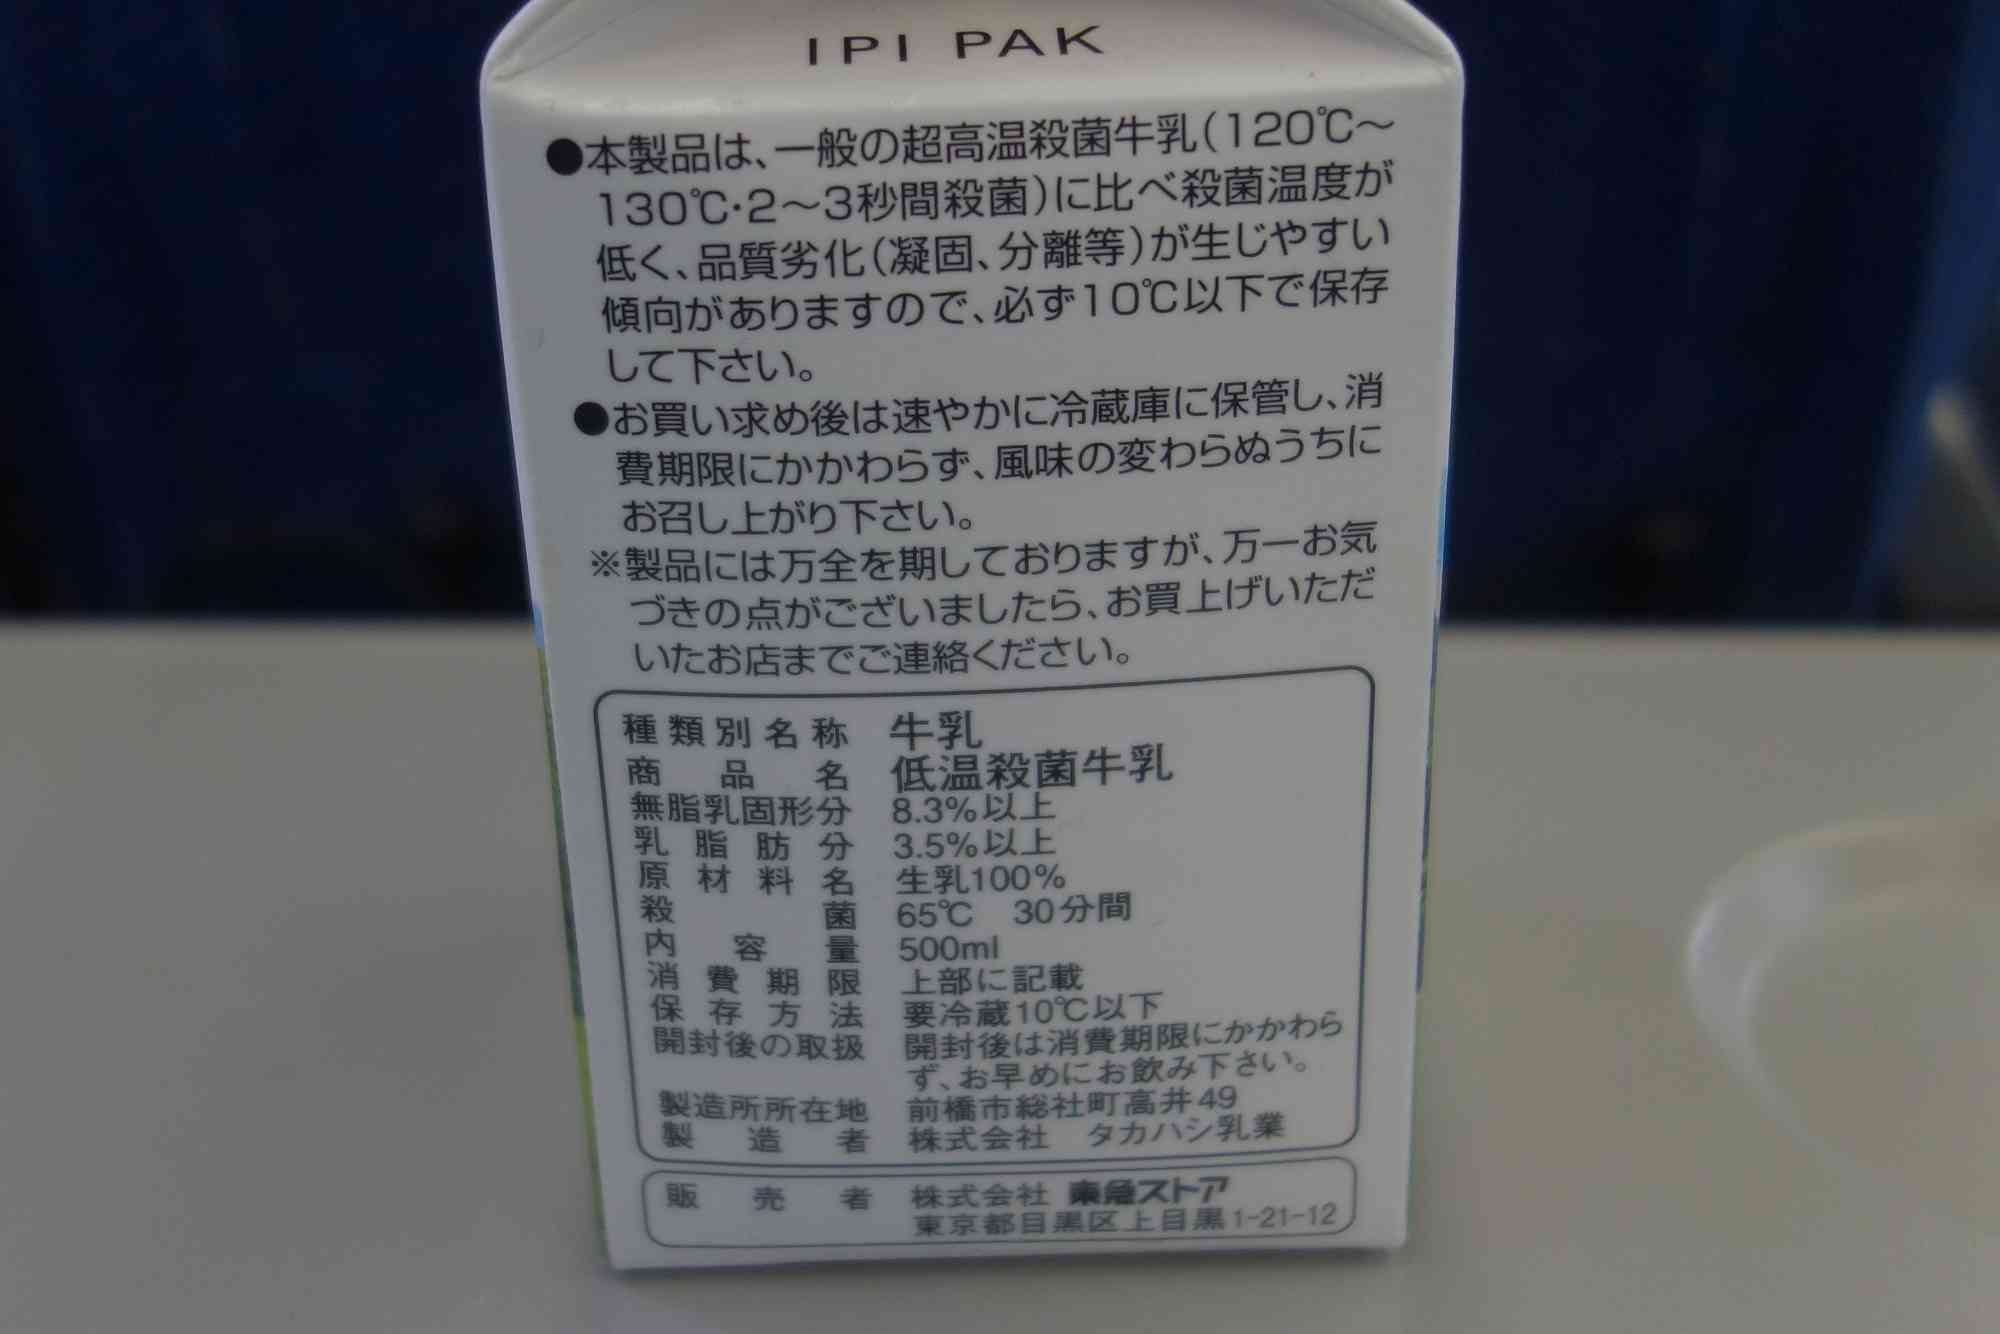 IPI PAK
●本製品は、一般の超高温殺菌牛乳(120℃～
130℃・2～3秒間殺菌)に比べ殺菌温度が
低く、品質劣化(凝固、分離等)が生じやすい
傾向がありますので、必ず10℃以下で保存
して下さい。
●お買い求め後は速やかに冷蔵庫に保管し、消
費期限にかかわらず、風味の変わらぬうちに
お召し上がり下さい。
※製品には万全を期しておりますが、万一お気
づきの点がございましたら、お買上げいただ
いたお店までご連絡ください。
種類別名称 牛乳
商品名 低温殺菌牛乳
無脂乳固形分 8.3%以上
乳脂肪分 3.5%以上
原材料名 生乳100%
殺菌 65℃ 30分間
内容量 500ml
消費期限 上部に記載
保存方法 要冷蔵10℃以下
開封後の取扱 開封後は消費期限にかかわら
ず、お早めにお飲み下さい。
製造所所在地 前橋市総社町高井49
製造者 株式会社 タカハシ乳業
販売者 株式会社 東急ストア
東京都目黒区上目黒1-21-12